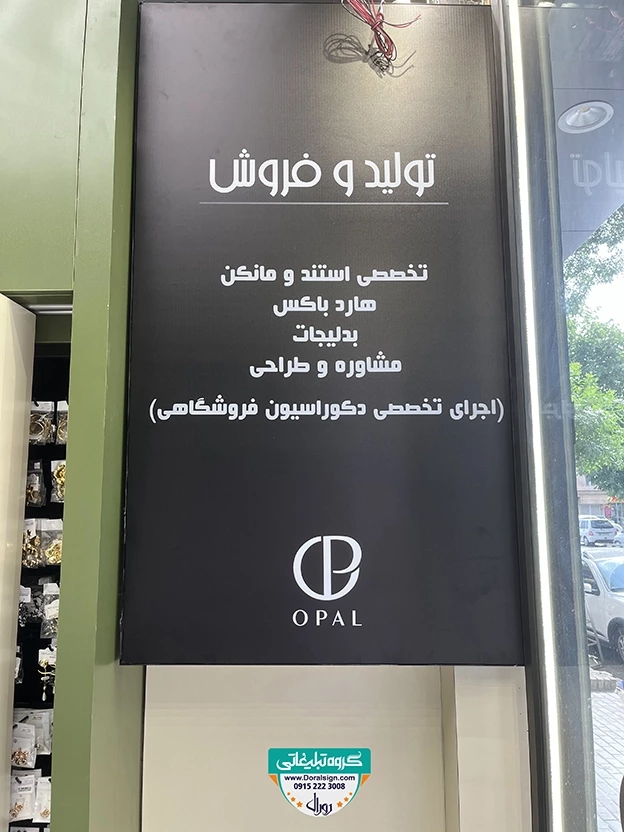 تولید و فروش
تخصصی استند و مانکن
هارد باکس
بدلیجات
مشاوره و طراحی
(اجرای تخصصی دکوراسیون فروشگاهی)
OPAL
گروه تبلیغاتی
www.Doralsign.com
0915 222 3008
دورال